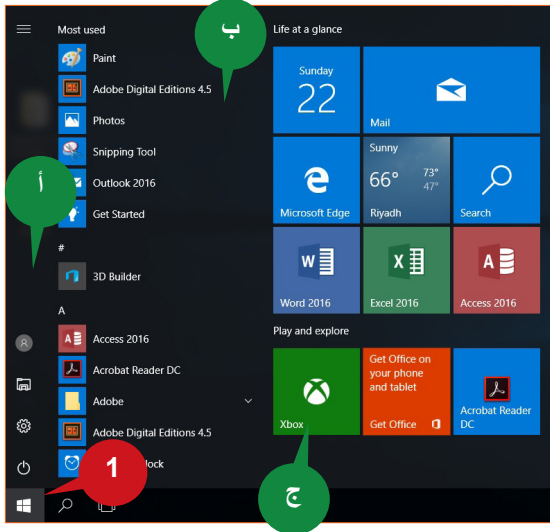 Most used
Paint
Adobe Digital Editions 4.5
Photos
Snipping Tool
Outlook 2016
Get Started
#
3D Builder
A
Access 2016
Acrobat Reader DC
Adobe
Adobe Digital Editions 4.5
lock
أ
ب
ج
1
Life at a glance
Sunday
22
Mail
Microsoft Edge
Sunny
66°
73°
47°
Riyadh
Search
Word 2016
Excel 2016
Access 2016
Play and explore
Xbox
Get Office on
your phone
and tablet
Get Office
Acrobat Reader
DC